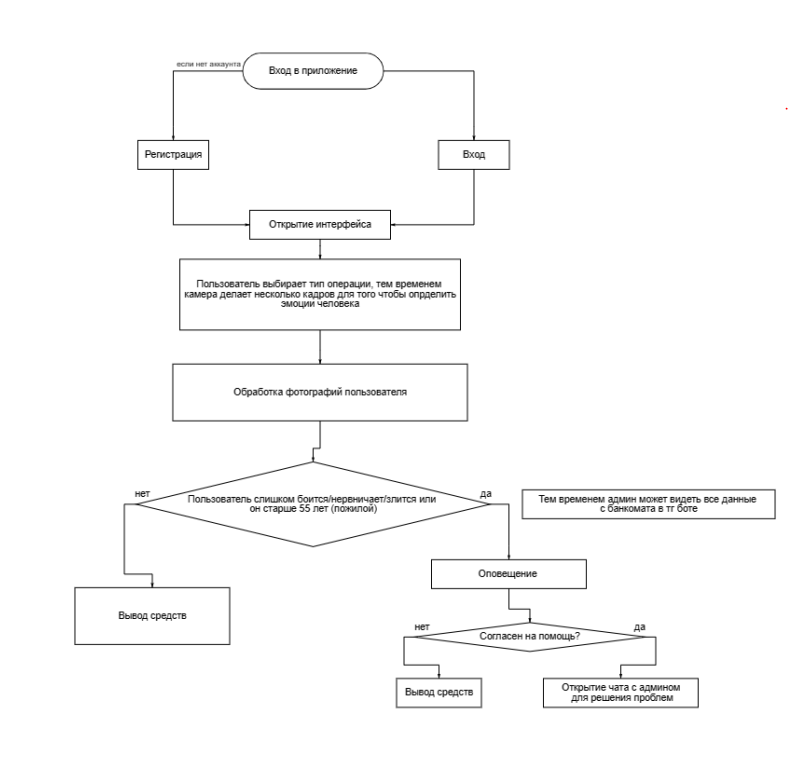 если нет аккаунта
Вход в приложение
Регистрация
Вход
Открытие интерфейса
Пользователь выбирает тип операции, тем временем
камера делает несколько кадров для того чтобы опрделить
эмоции человека
Обработка фотографий пользователя
нет
Пользователь слишком боится/нервничает/злится или
он старше 55 лет (пожилой)
да
Тем временем админ может видеть все данные
с банкомата в тг боте
Оповещение
Вывод средств
нет
Согласен на помощь?
да
Вывод средств
Открытие чата с админом
для решения проблем